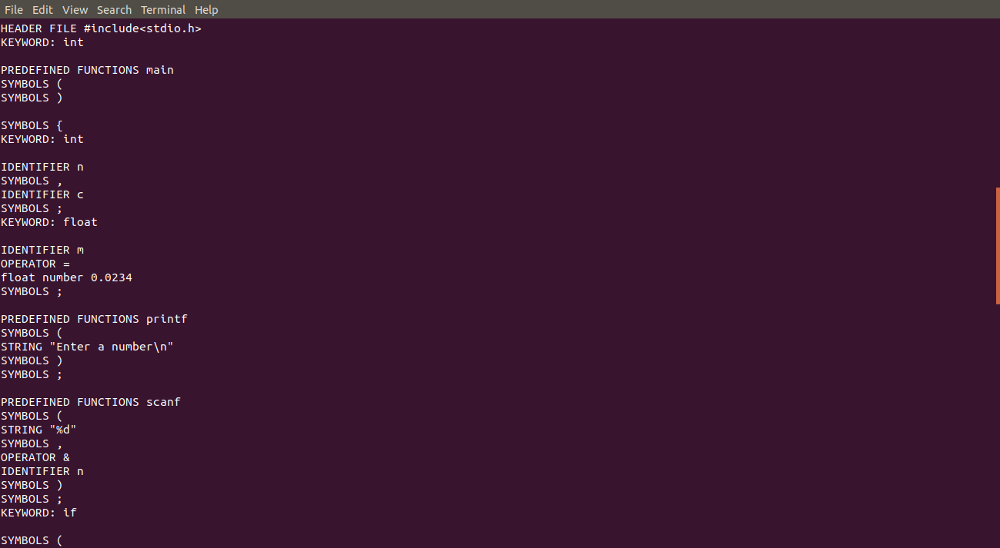 File Edit View Search Terminal Help
HEADER FILE #include<stdio.h>
KEYWORD: int
PREDEFINED FUNCTIONS main
SYMBOLS (
SYMBOLS )
SYMBOLS {
KEYWORD: int
IDENTIFIER n
SYMBOLS ,
IDENTIFIER c
SYMBOLS ;
KEYWORD: float
IDENTIFIER m
OPERATOR =
float number 0.0234
SYMBOLS ;
PREDEFINED FUNCTIONS printf
SYMBOLS (
STRING "Enter a number\n"
SYMBOLS )
SYMBOLS ;
PREDEFINED FUNCTIONS scanf
SYMBOLS (
STRING "%d"
SYMBOLS ,
OPERATOR &
IDENTIFIER n
SYMBOLS )
SYMBOLS ;
KEYWORD: if
SYMBOLS (